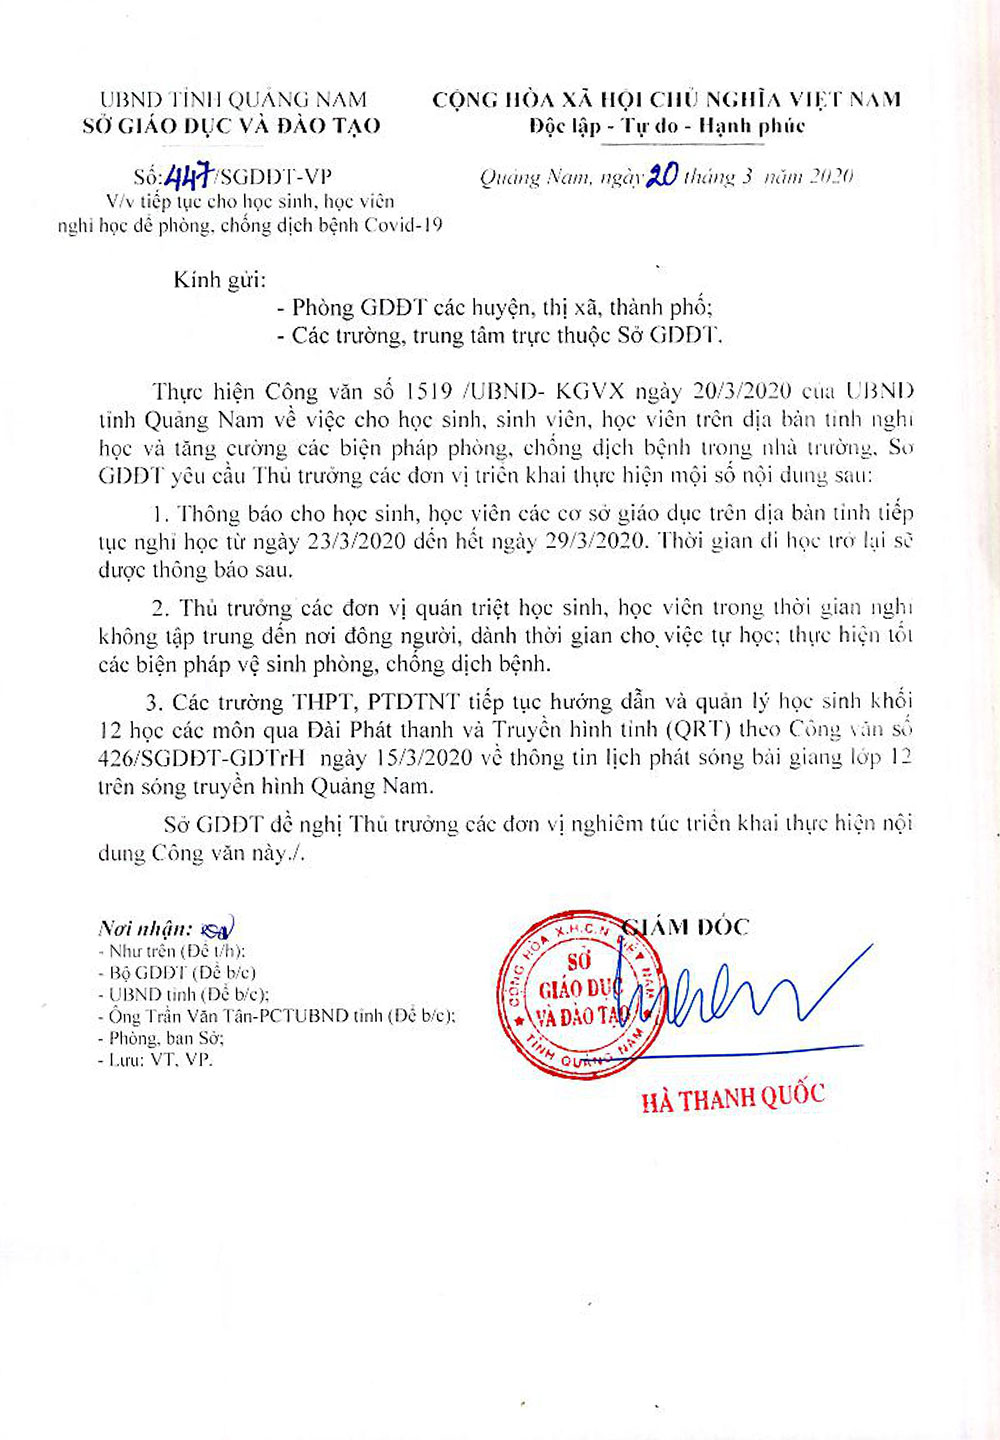 UBND TỈNH QUẢNG NAM
SỞ GIÁO DỤC VÀ ĐÀO TẠO
CỘNG HÒA XÃ HỘI CHỦ NGHĨA VIỆT NAM
Độc lập - Tự do - Hạnh phúc
Số:447/SGDĐT-VP
V/v tiếp tục cho học sinh, học viên
nghỉ học để phòng, chống dịch bệnh Covid-19
Quảng Nam, ngày 20 tháng 3 năm 2020
Kính gửi:
- Phòng GDĐT các huyện, thị xã, thành phố;
- Các trường, trung tâm trực thuộc Sở GDĐT.
Thực hiện Công văn số 1519 /UBND- KGVX ngày 20/3/2020 của UBND
tỉnh Quảng Nam về việc cho học sinh, sinh viên, học viên trên địa bàn tỉnh nghỉ
học và tăng cường các biện pháp phòng, chống dịch bệnh trong nhà trường, Sở
GDĐT yêu cầu Thủ trưởng các đơn vị triển khai thực hiện một số nội dung sau:
1. Thông báo cho học sinh, học viên các cơ sở giáo dục trên địa bàn tỉnh tiếp
tục nghỉ học từ ngày 23/3/2020 đến hết ngày 29/3/2020. Thời gian đi học trở lại sẽ
được thông báo sau.
2. Thủ trưởng các đơn vị quán triệt học sinh, học viên trong thời gian nghỉ
không tập trung đến nơi đông người, dành thời gian cho việc tự học; thực hiện tốt
các biện pháp vệ sinh phòng, chống dịch bệnh.
3. Các trường THPT, PTDTNT tiếp tục hướng dẫn và quản lý học sinh khối
12 học các môn qua Đài Phát thanh và Truyền hình tỉnh (QRT) theo Công văn số
426/SGDĐT-GDTrH ngày 15/3/2020 về thông tin lịch phát sóng bài giảng lớp 12
trên sóng truyền hình Quảng Nam.
Sở GDĐT đề nghị Thủ trưởng các đơn vị nghiêm túc triển khai thực hiện nội
dung Công văn này./.
Nơi nhận:
- Như trên (Để t/h);
- Bộ GDĐT (Để b/c)
- UBND tỉnh (Để b/c);
- Ông Trần Văn Tân-PCTUBND tỉnh (Để b/c);
- Phòng, ban Sở;
- Lưu: VT, VP.
GIÁM ĐỐC
CỘNG HÒA X.H.C.N VIỆT NAM
SỞ
GIÁO DỤC
VÀ ĐÀO TẠO
TỈNH QUẢNG NAM
HÀ THANH QUỐC